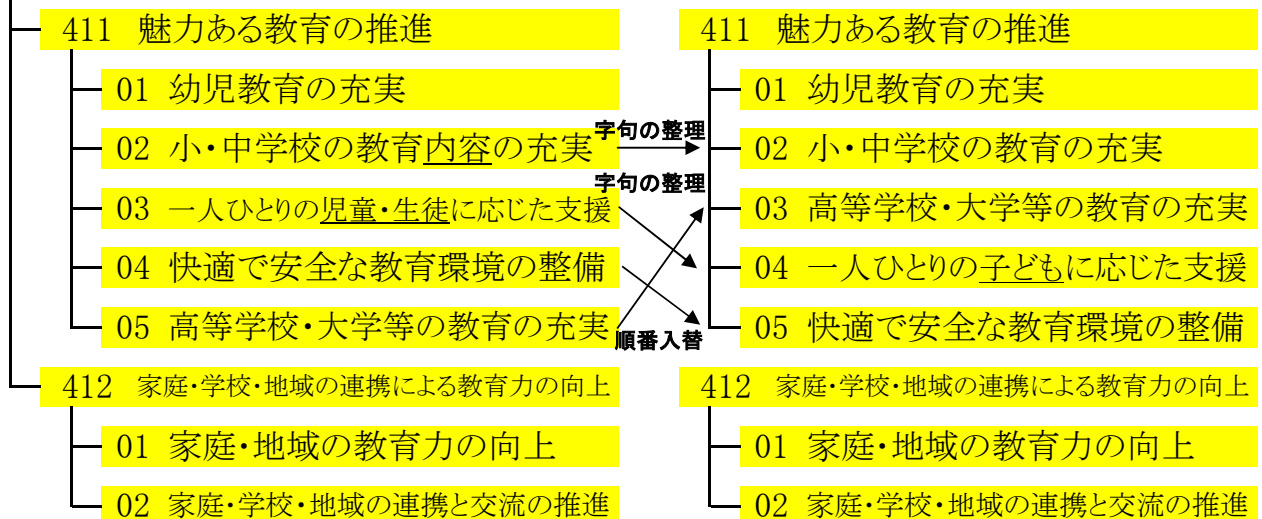 411 魅力ある教育の推進
01 幼児教育の充実
02 小・中学校の教育内容の充実
03 一人ひとりの児童・生徒に応じた支援
04 快適で安全な教育環境の整備
05 高等学校・大学等の教育の充実
412 家庭・学校・地域の連携による教育力の向上
01 家庭・地域の教育力の向上
02 家庭・学校・地域の連携と交流の推進
字句の整理
字句の整理
順番入替
411 魅力ある教育の推進
01 幼児教育の充実
02 小・中学校の教育の充実
03 高等学校・大学等の教育の充実
04 一人ひとりの子どもに応じた支援
05 快適で安全な教育環境の整備
412 家庭・学校・地域の連携による教育力の向上
01 家庭・地域の教育力の向上
02 家庭・学校・地域の連携と交流の推進